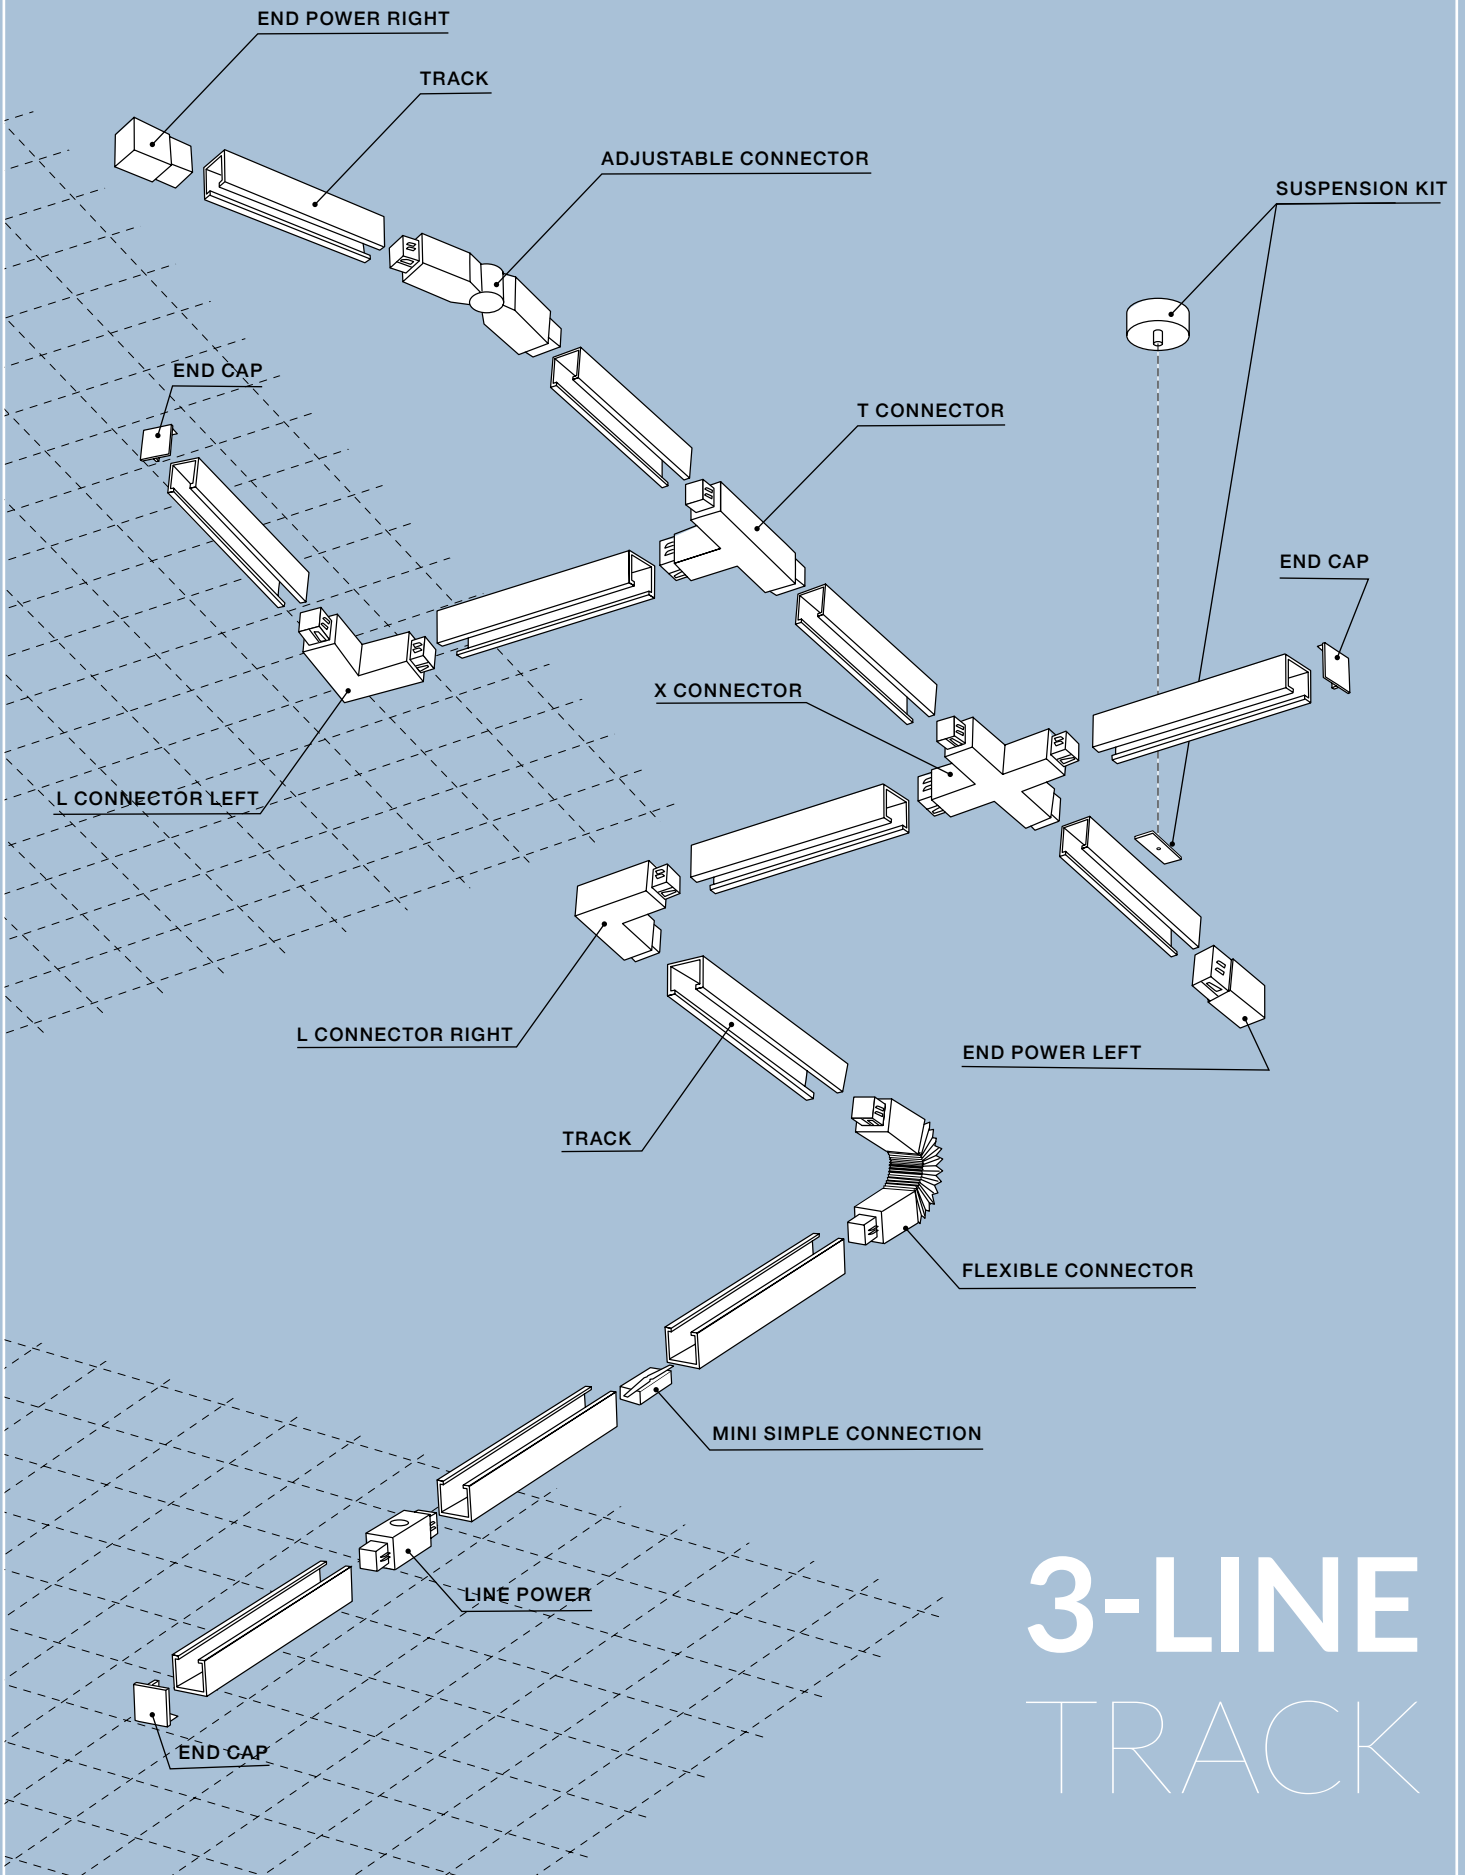 END POWER RIGHT
TRACK
ADJUSTABLE CONNECTOR
SUSPENSION KIT
END CAP
T CONNECTOR
END CAP
X CONNECTOR
L CONNECTOR LEFT
L CONNECTOR RIGHT
END POWER LEFT
TRACK
FLEXIBLE CONNECTOR
MINI SIMPLE CONNECTION
LINE POWER
3-LINE
TRACK
END CAP